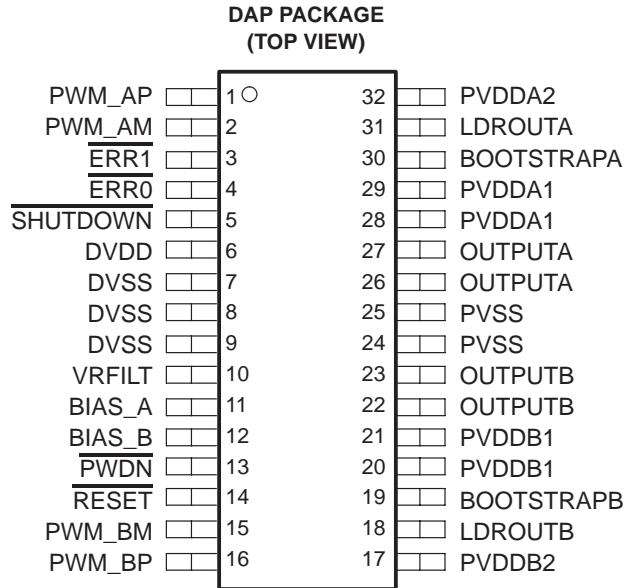 DAP PACKAGE
(TOP VIEW)
PWM_AP 1 32 PVDDA2
PWM_AM 2 31 LDROUTA
ERR1 3 30 BOOTSTRAPA
ERR0 4 29 PVDDA1
SHUTDOWN 5 28 PVDDA1
DVDD 6 27 OUTPUTA
DVSS 7 26 OUTPUTA
DVSS 8 25 PVSS
DVSS 9 24 PVSS
VRFILT 10 23 OUTPUTB
BIAS_A 11 22 OUTPUTB
BIAS_B 12 21 PVDDB1
PWDN 13 20 PVDDB1
RESET 14 19 BOOTSTRAPB
PWM_BM 15 18 LDROUTB
PWM_BP 16 17 PVDDB2